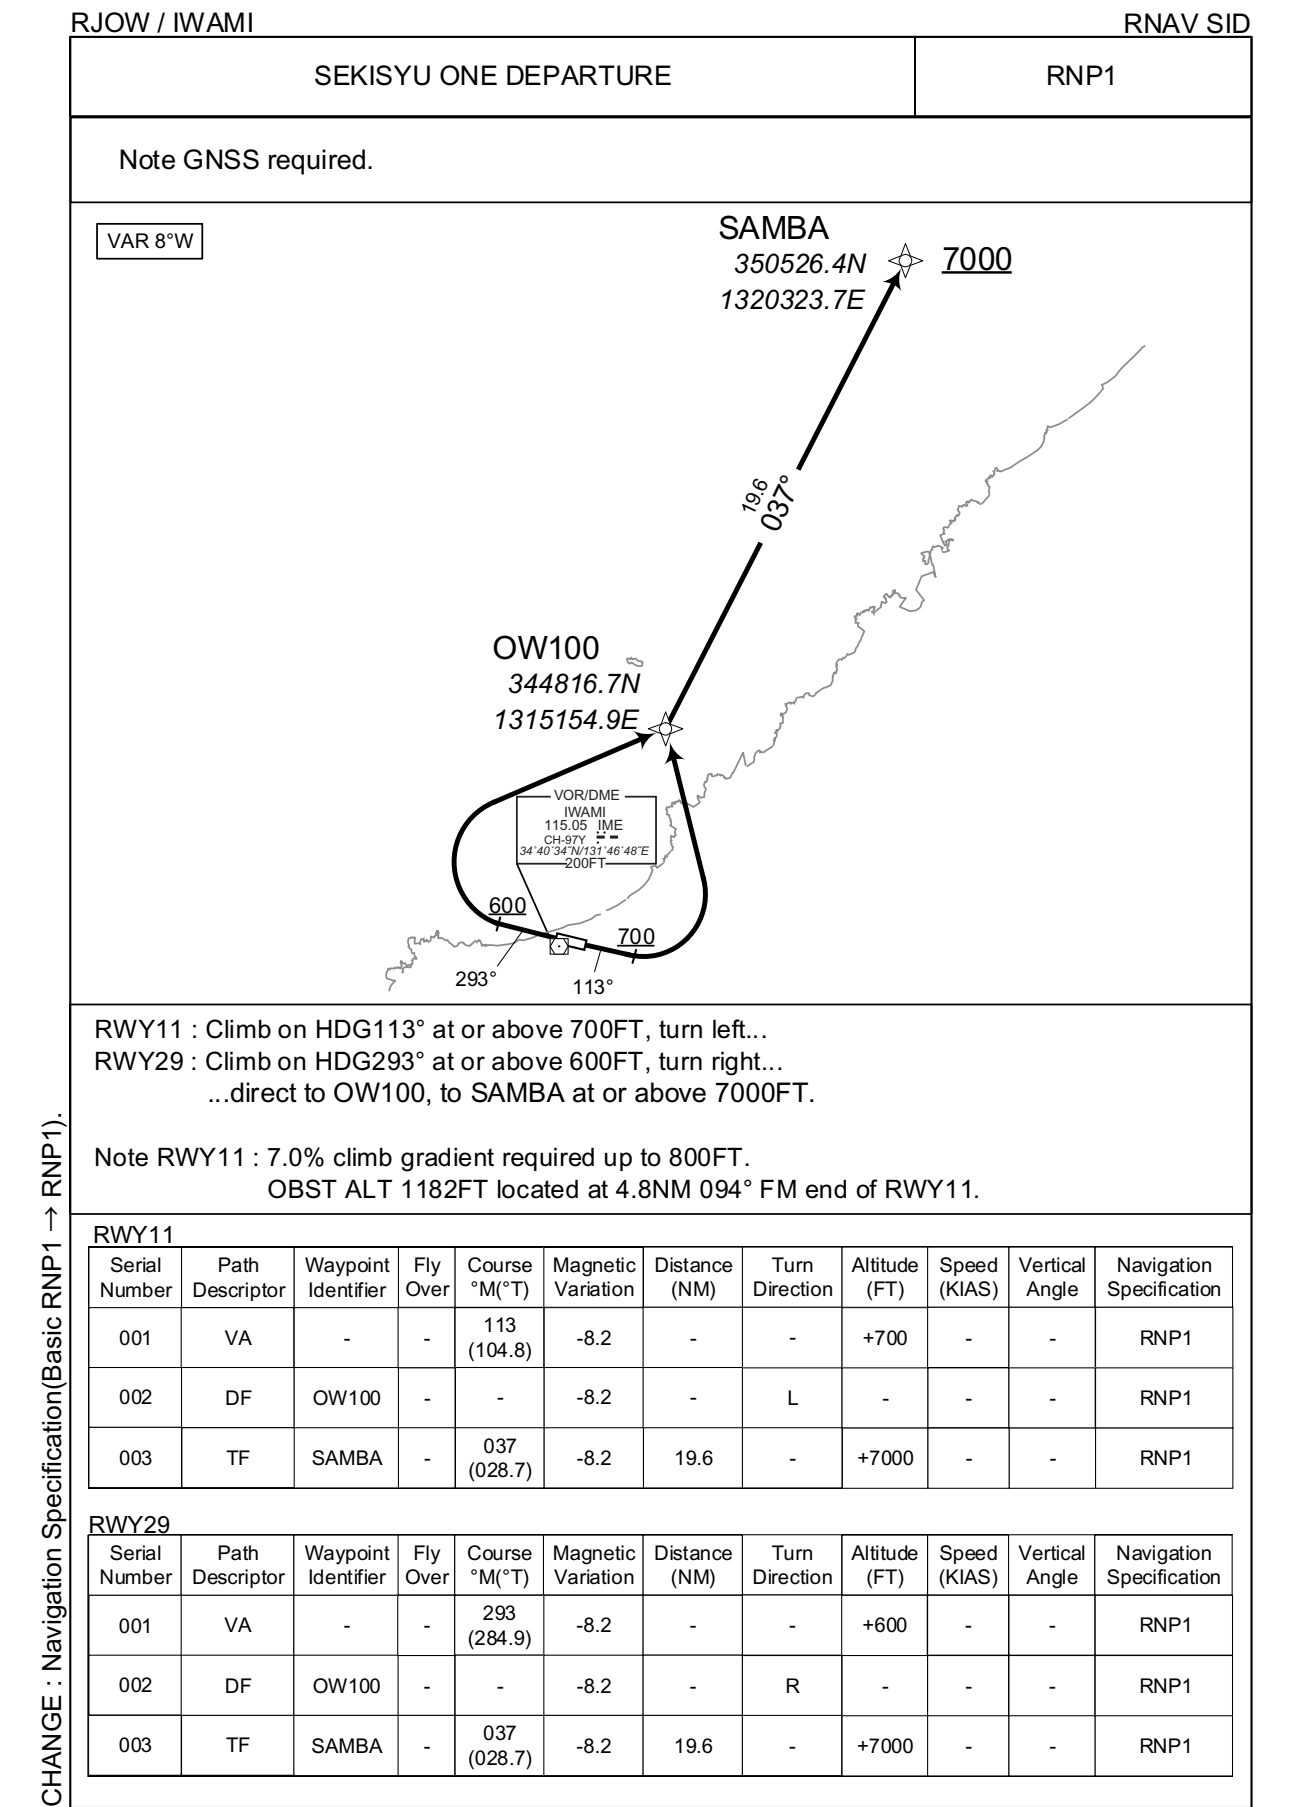 RJOW / IWAMI
RNAV SID
SEKISYU ONE DEPARTURE
RNP1
Note GNSS required.
VAR 8°W
SAMBA
350526.4N
1320323.7E
7000
19.6
037°
OW100
344816.7N
1315154.9E
VOR/DME
IWAMI
115.05 IME
CH-97Y
34°40'34"N/131°46'48"E
200FT
600
700
293°
113°
RWY11 : Climb on HDG113° at or above 700FT, turn left...
RWY29 : Climb on HDG293° at or above 600FT, turn right...
...direct to OW100, to SAMBA at or above 7000FT.
Note RWY11 : 7.0% climb gradient required up to 800FT.
OBST ALT 1182FT located at 4.8NM 094° FM end of RWY11.
RWY11
Serial Path Waypoint Fly Course Magnetic Distance Turn Altitude Speed Vertical Navigation
Number Descriptor Identifier Over °M(°T) Variation (NM) Direction (FT) (KIAS) Angle Specification
001 VA - - 113 (104.8) -8.2 - - +700 - - RNP1
002 DF OW100 - - -8.2 - L - - - RNP1
003 TF SAMBA - 037 (028.7) -8.2 19.6 - +7000 - - RNP1
RWY29
Serial Path Waypoint Fly Course Magnetic Distance Turn Altitude Speed Vertical Navigation
Number Descriptor Identifier Over °M(°T) Variation (NM) Direction (FT) (KIAS) Angle Specification
001 VA - - 293 (284.9) -8.2 - - +600 - - RNP1
002 DF OW100 - - -8.2 - R - - - RNP1
003 TF SAMBA - 037 (028.7) -8.2 19.6 - +7000 - - RNP1
CHANGE : Navigation Specification(Basic RNP1 → RNP1).